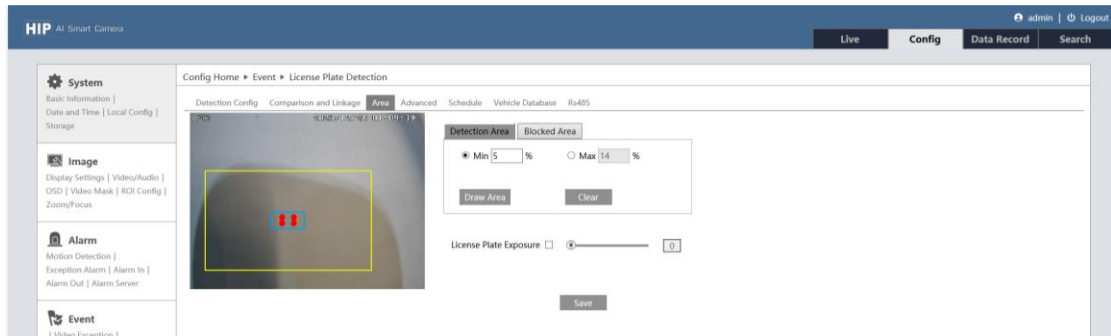 admin | Logout
HIP AI Smart Camera
Live Config Data Record Search
System
Basic Information |
Date and Time | Local Config |
Storage
Image
Display Settings | Video/Audio |
OSD | Video Mask | ROI Config |
Zoom/Focus
Alarm
Motion Detection |
Exception Alarm | Alarm In |
Alarm Out | Alarm Server
Event
| Video Exception |
Config Home ▸ Event ▸ License Plate Detection
Detection Config Comparison and Linkage Area Advanced Schedule Vehicle Database Rs485
Detection Area Blocked Area
Min 5 % Max 14 %
Draw Area Clear
License Plate Exposure 0
Save